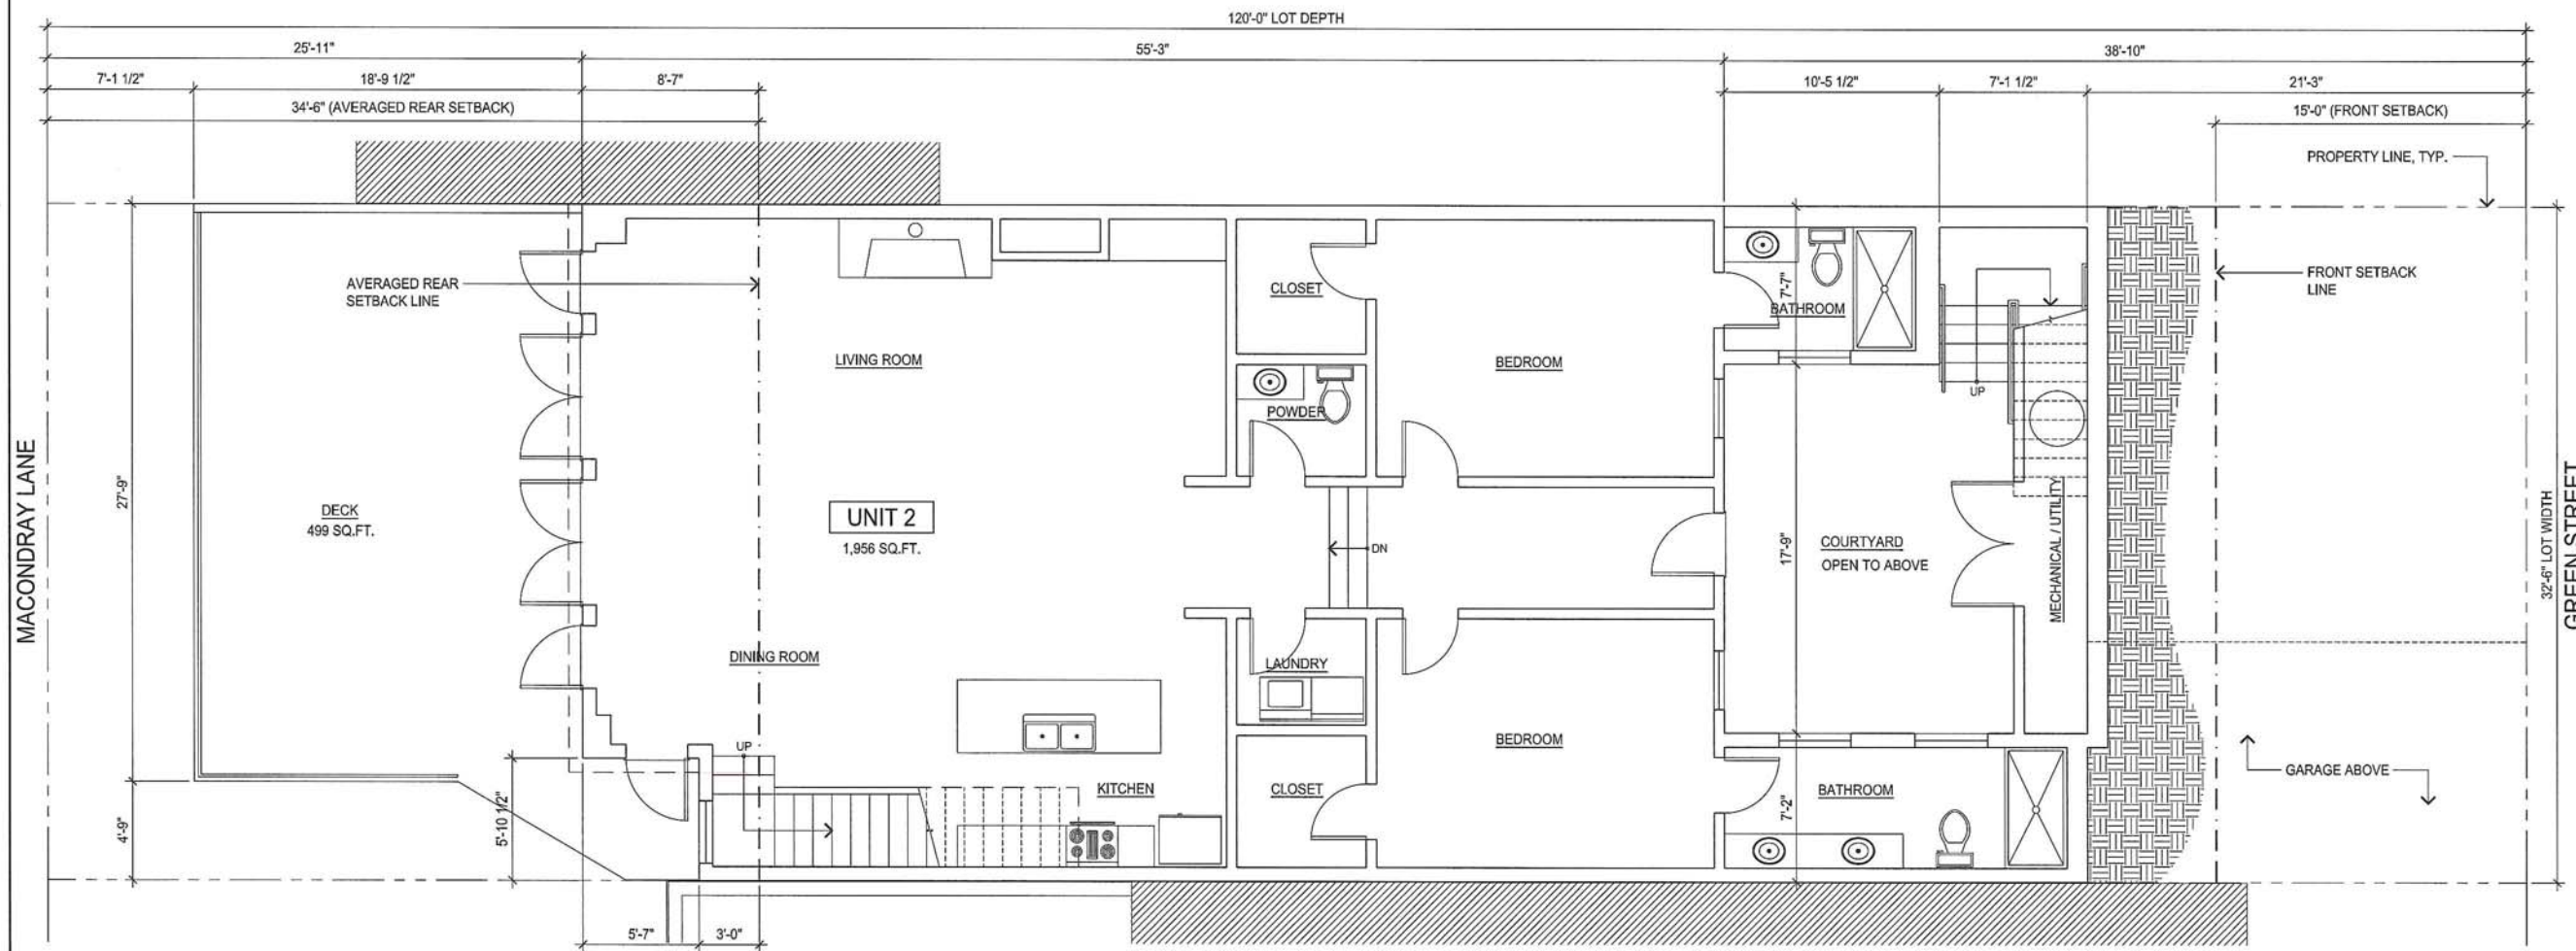 120'-0" LOT DEPTH
25'-11"
55'-3"
38'-10"
7'-1 1/2"
18'-9 1/2"
8'-7"
10'-5 1/2"
7'-1 1/2"
21'-3"
34'-6" (AVERAGED REAR SETBACK)
15'-0" (FRONT SETBACK)
PROPERTY LINE, TYP.
AVERAGED REAR
SETBACK LINE
CLOSET
7'-7"
BATHROOM
FRONT SETBACK
LINE
LIVING ROOM
BEDROOM
UP
POWDER
MACONDRAY LANE
27'-9"
DECK
499 SQ.FT.
UNIT 2
1,956 SQ.FT.
DN
17'-9"
COURTYARD
OPEN TO ABOVE
MECHANICAL / UTILITY
32'-6" LOT WIDTH
GREEN STREET
DINING ROOM
LAUNDRY
BEDROOM
UP
GARAGE ABOVE
KITCHEN
CLOSET
BATHROOM
7'-2"
4'-9"
5'-10 1/2"
5'-7"
3'-0"